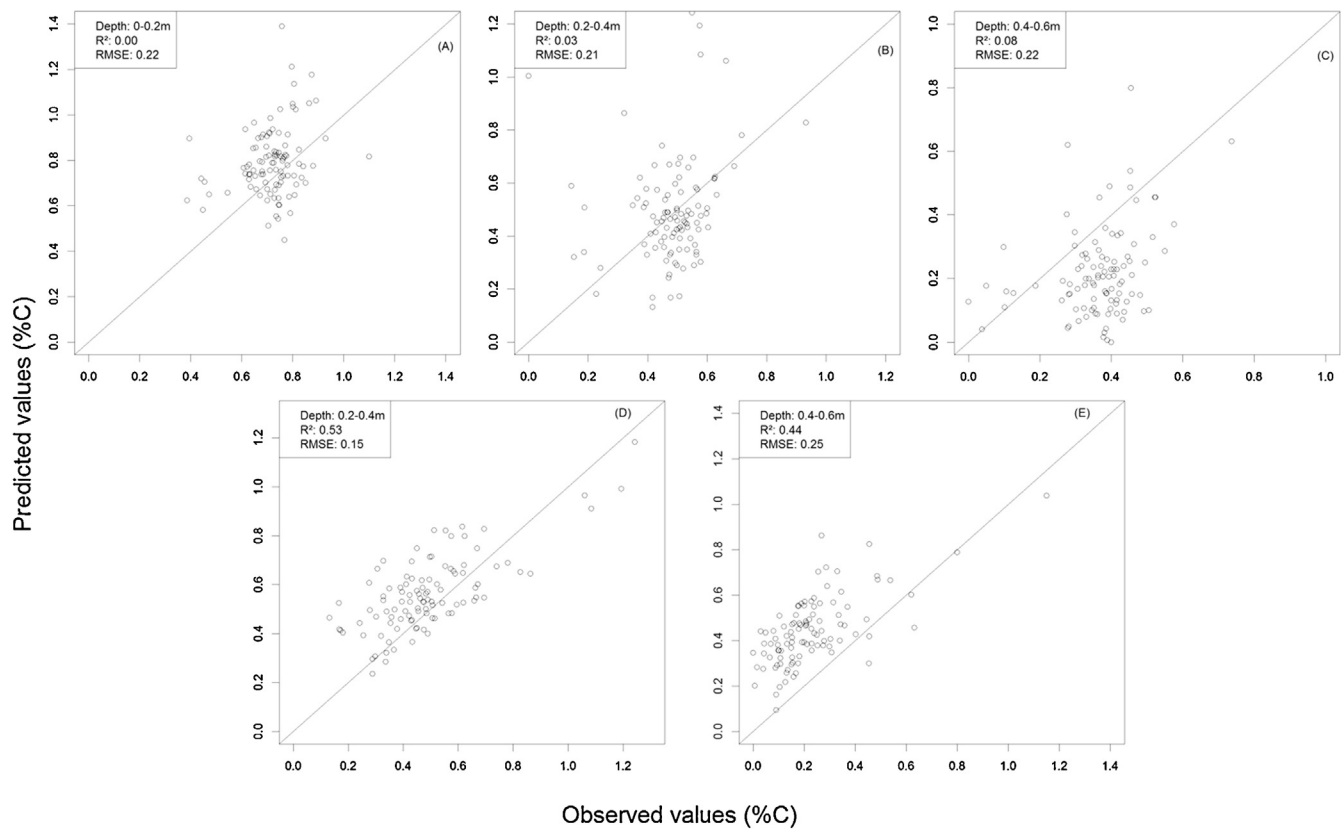 Depth: 0-0.2m
R²: 0.00
RMSE: 0.22
(A)
0.0 0.2 0.4 0.6 0.8 1.0 1.2 1.4
0.0 0.2 0.4 0.6 0.8 1.0 1.2 1.4
Depth: 0.2-0.4m
R²: 0.03
RMSE: 0.21
(B)
0.0 0.2 0.4 0.6 0.8 1.0 1.2
0.0 0.2 0.4 0.6 0.8 1.0 1.2
Depth: 0.4-0.6m
R²: 0.08
RMSE: 0.22
(C)
0.0 0.2 0.4 0.6 0.8 1.0
0.0 0.2 0.4 0.6 0.8 1.0
Predicted values (%C)
Depth: 0.2-0.4m
R²: 0.53
RMSE: 0.15
(D)
0.0 0.2 0.4 0.6 0.8 1.0 1.2
0.0 0.2 0.4 0.6 0.8 1.0 1.2
Depth: 0.4-0.6m
R²: 0.44
RMSE: 0.25
(E)
0.0 0.2 0.4 0.6 0.8 1.0 1.2 1.4
0.0 0.2 0.4 0.6 0.8 1.0 1.2 1.4
Observed values (%C)